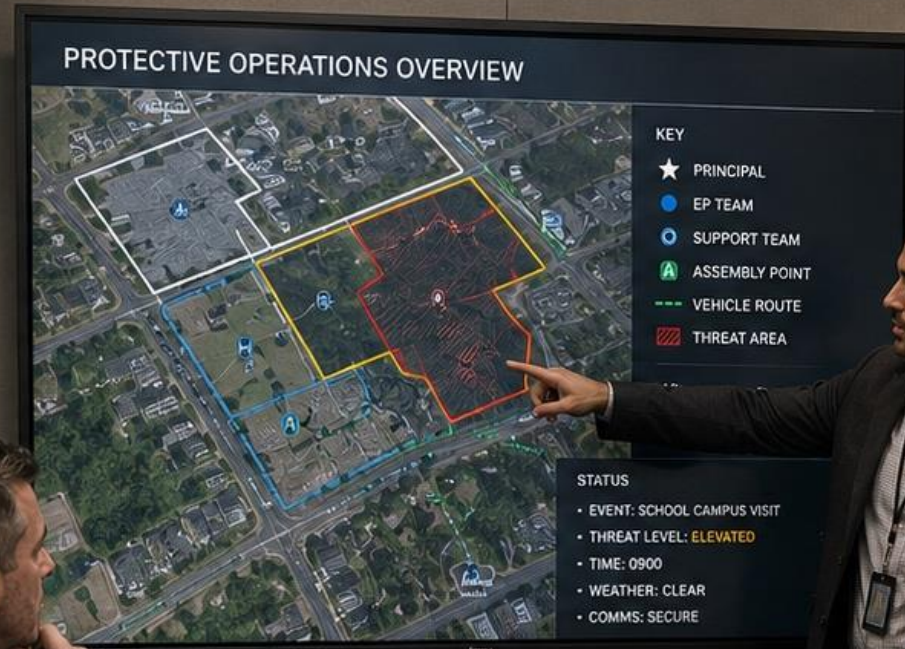 PROTECTIVE OPERATIONS OVERVIEW
KEY
PRINCIPAL
EP TEAM
SUPPORT TEAM
A ASSEMBLY POINT
VEHICLE ROUTE
THREAT AREA
A
STATUS
• EVENT: SCHOOL CAMPUS VISIT
• THREAT LEVEL: ELEVATED
• TIME: 0900
• WEATHER: CLEAR
• COMMS: SECURE